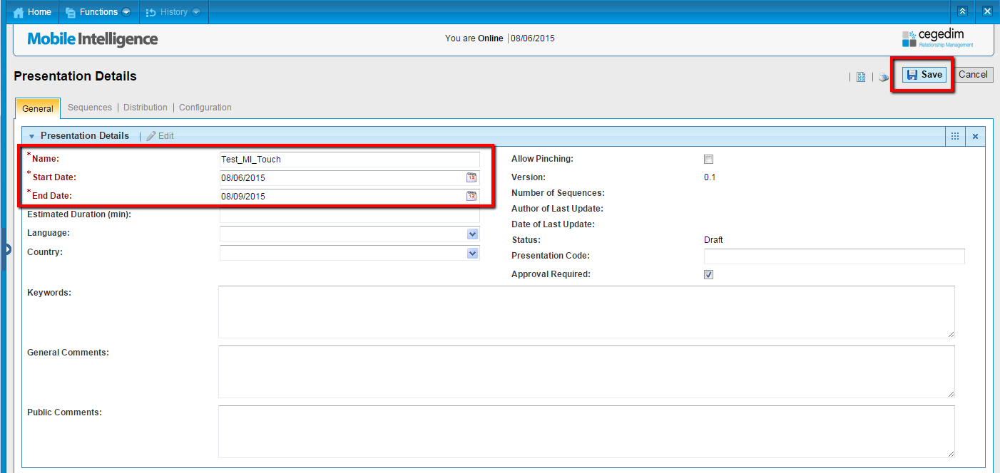 Home Functions History
Mobile Intelligence You are Online 08/06/2015 cegedim
Relationship Management
Presentation Details Save Cancel
General Sequences Distribution Configuration
Presentation Details Edit
*Name: Test_MI_Touch Allow Pinching:
*Start Date: 08/06/2015 12 Version: 0.1
*End Date: 08/09/2015 12 Number of Sequences:
Author of Last Update:
Estimated Duration (min):
Date of Last Update:
Language:
Status: Draft
Country:
Presentation Code:
Approval Required:
Keywords:
General Comments:
Public Comments: